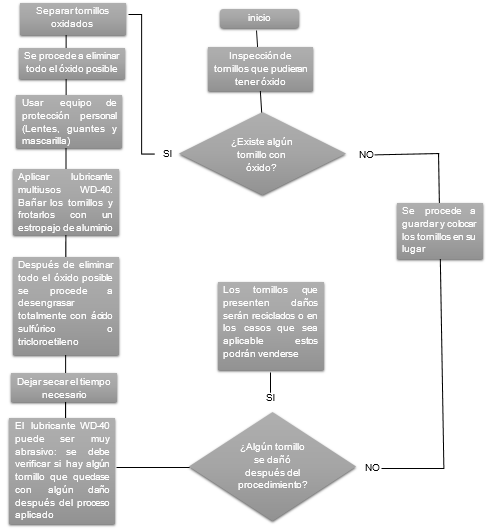 inicio
Inspección de
tornillos que pudieran
tener óxido
¿Existe algún
tornillo con
óxido?
SI
NO
Separar tornillos
oxidados
Se procede a eliminar
todo el óxido posible
Usar equipo de
protección personal
(Lentes, guantes y
mascarilla)
Aplicar lubricante
multiusos WD-40:
Bañar los tornillos y
frotarlos con un
estropajo de aluminio
Después de eliminar
todo el óxido posible
se procede a
desengrasar
totalmente con ácido
sulfúrico o
tricloroetileno
Dejar secar el tiempo
necesario
El lubricante WD-40
puede ser muy
abrasivo: se debe
verificar si hay algún
tornillo que quedase
con algún daño
después del proceso
aplicado
¿Algún tornillo
se dañó
después del
procedimiento?
SI
Los tornillos que
presenten daños
serán reciclados o en
los casos que sea
aplicable estos
podrán venderse
NO
Se procede a
guardar y colocar
los tornillos en su
lugar